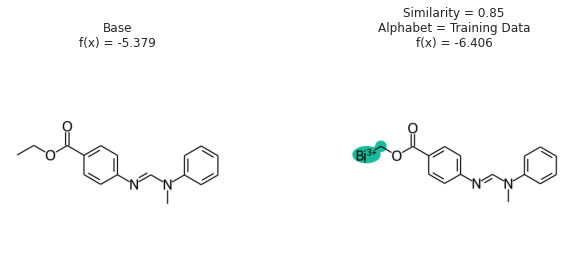 Base
f(x) = -5.379
Similarity = 0.85
Alphabet = Training Data
f(x) = -6.406
O
O
N
N
O
Bi³⁺
O
N
N